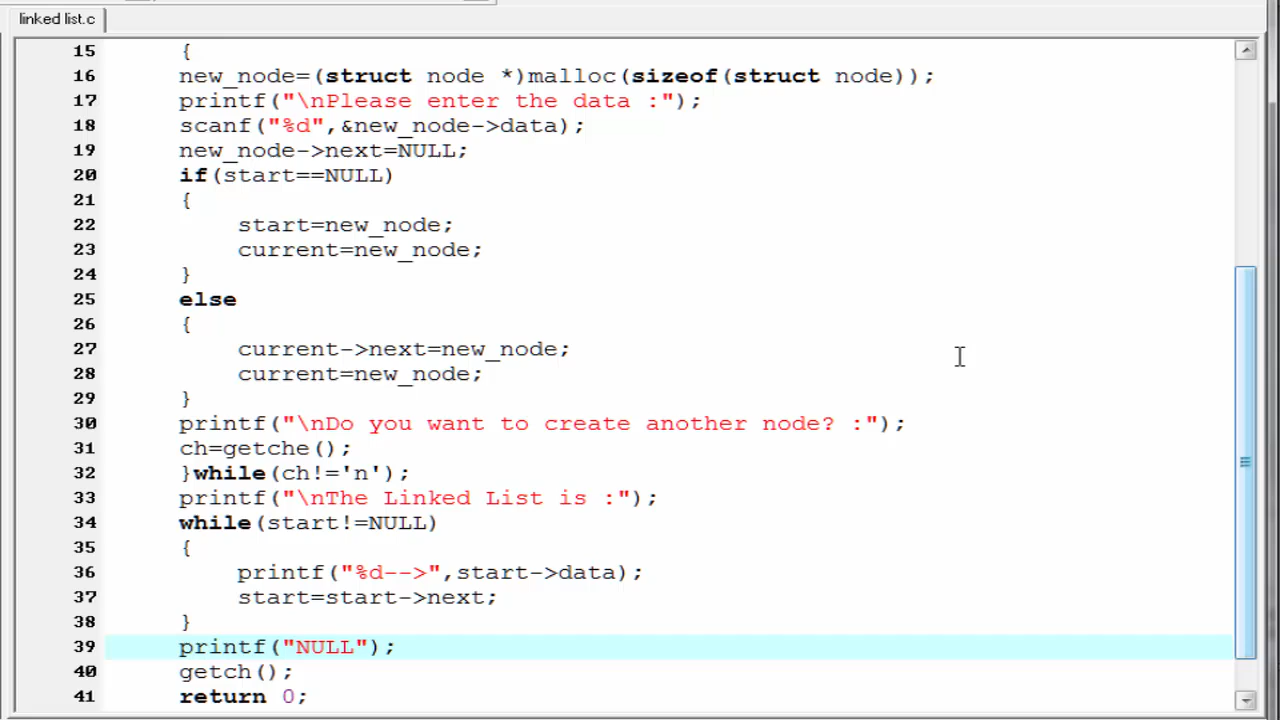 linked list.c
15 {
16 new_node=(struct node *)malloc(sizeof(struct node));
17 printf("\nPlease enter the data :");
18 scanf("%d",&new_node->data);
19 new_node->next=NULL;
20 if(start==NULL)
21 {
22 start=new_node;
23 current=new_node;
24 }
25 else
26 {
27 current->next=new_node;
28 current=new_node;
29 }
30 printf("\nDo you want to create another node? :");
31 ch=getche();
32 }while(ch!='n');
33 printf("\nThe Linked List is :");
34 while(start!=NULL)
35 {
36 printf("%d-->",start->data);
37 start=start->next;
38 }
39 printf("NULL");
40 getch();
41 return 0;